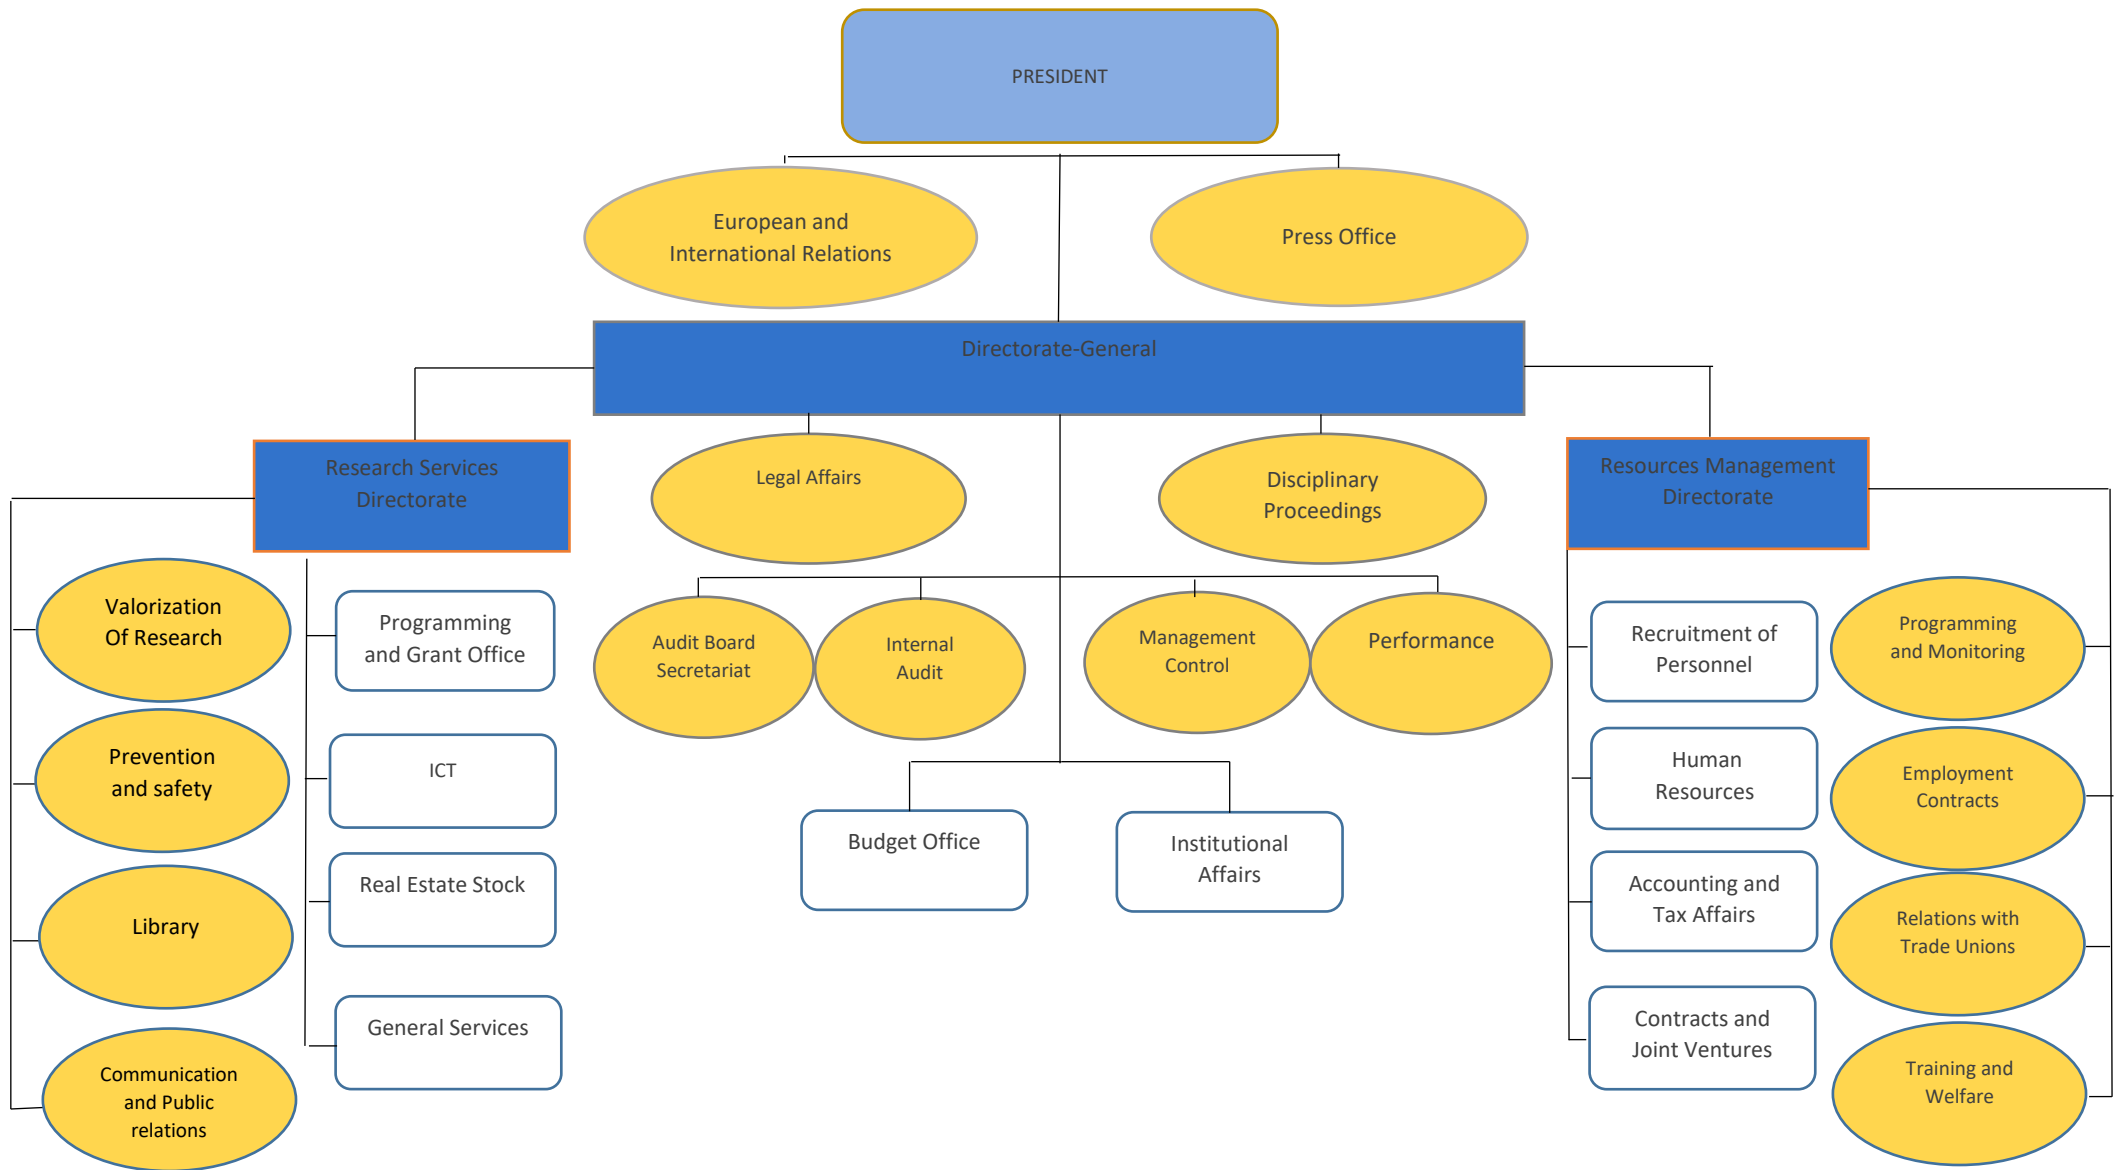 PRESIDENT
European and
International Relations
Press Office
Directorate-General
Research Services
Directorate
Legal Affairs
Disciplinary
Proceedings
Resources Management
Directorate
Valorization
Of Research
Prevention
and safety
Library
Communication
and Public
relations
Programming
and Grant Office
ICT
Real Estate Stock
General Services
Audit Board
Secretariat
Internal
Audit
Management
Control
Performance
Budget Office
Institutional
Affairs
Recruitment of
Personnel
Human
Resources
Accounting and
Tax Affairs
Contracts and
Joint Ventures
Programming
and Monitoring
Employment
Contracts
Relations with
Trade Unions
Training and
Welfare